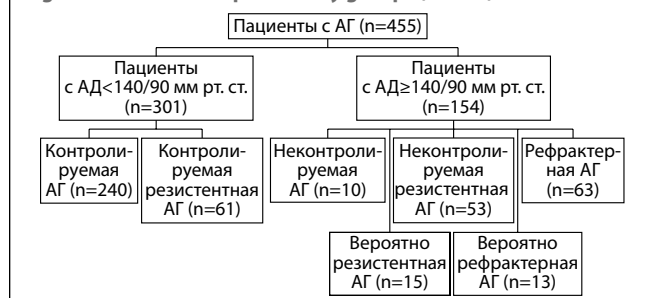 Пациенты с АГ (n=455)
Пациенты
с АД<140/90 мм рт. ст.
(n=301)
Пациенты
с АД≥140/90 мм рт. ст.
(n=154)
Контроли-
руемая
АГ (n=240)
Контроли-
руемая
резистентная
АГ (n=61)
Неконтроли-
руемая
АГ (n=10)
Неконтроли-
руемая
резистентная
АГ (n=53)
Рефрактер-
ная АГ
(n=63)
Вероятно
резистентная
АГ (n=15)
Вероятно
рефрактерная
АГ (n=13)